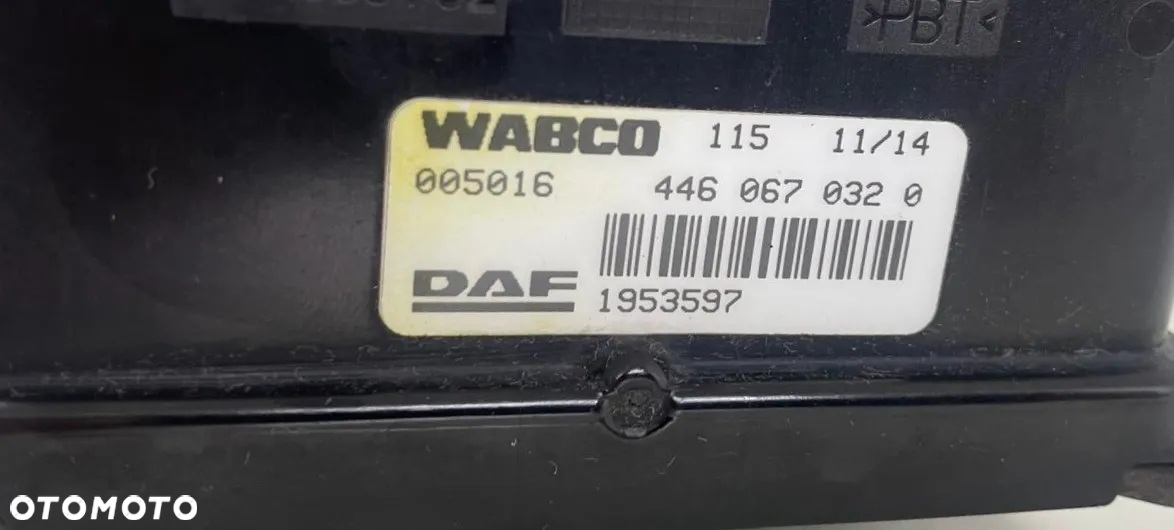 >PBT<
WABCO 115 11/14
005016 446 067 032 0
DAF 1953597
OTOMOTO